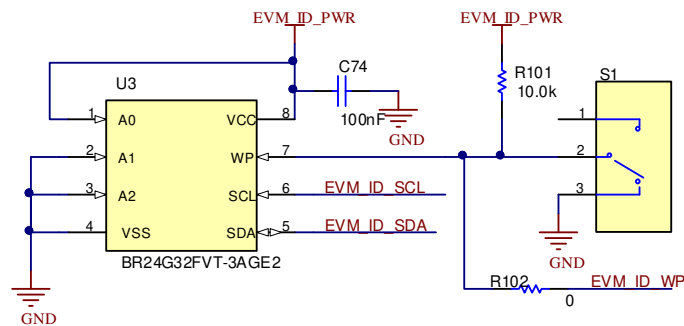 EVM_ID_PWR
EVM_ID_PWR
U3
C74
100nF
GND
R101
10.0k
S1
1
A0
VCC
8
1
2
A1
WP
7
2
3
A2
SCL
6
EVM_ID_SCL
3
4
VSS
SDA
5
EVM_ID_SDA
BR24G32FVT-3AGE2
GND
GND
R102
0
EVM_ID_WP